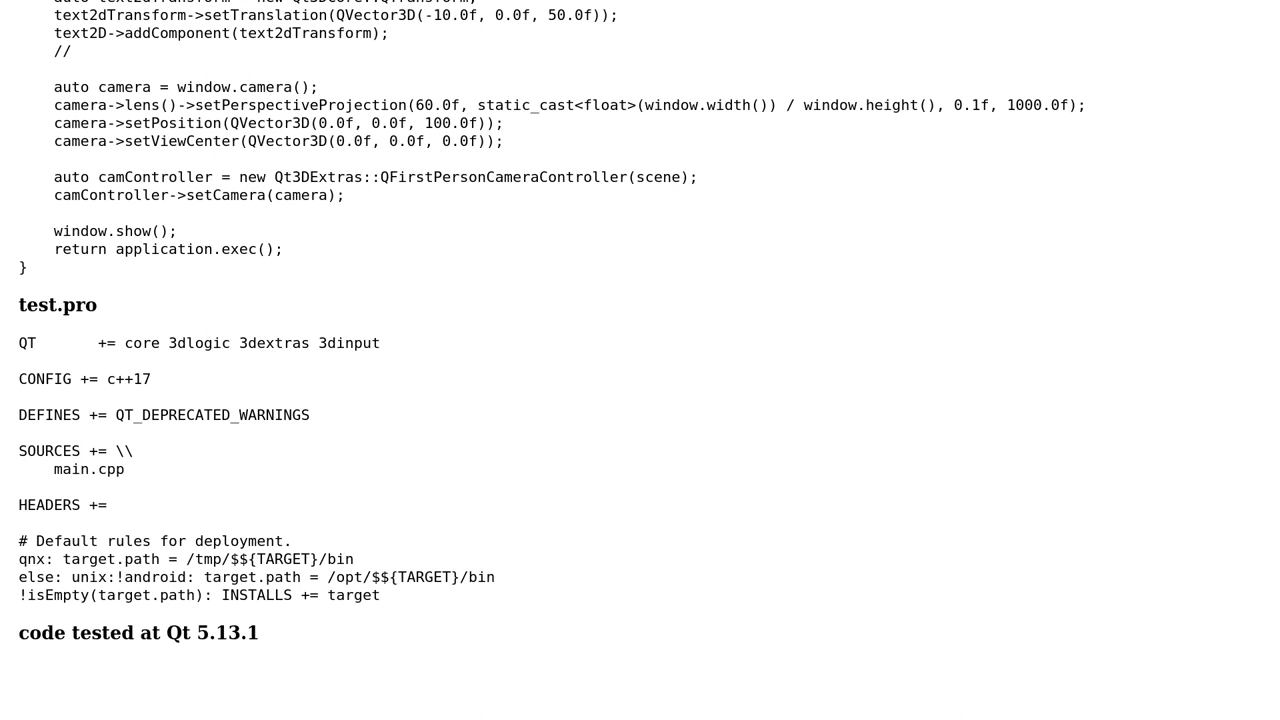 auto text2dTransform = new Qt3DCore::QTransform;
    text2dTransform->setTranslation(QVector3D(-10.0f, 0.0f, 50.0f));
    text2D->addComponent(text2dTransform);
    //
    auto camera = window.camera();
    camera->lens()->setPerspectiveProjection(60.0f, static_cast<float>(window.width()) / window.height(), 0.1f, 1000.0f);
    camera->setPosition(QVector3D(0.0f, 0.0f, 100.0f));
    camera->setViewCenter(QVector3D(0.0f, 0.0f, 0.0f));
    auto camController = new Qt3DExtras::QFirstPersonCameraController(scene);
    camController->setCamera(camera);
    window.show();
    return application.exec();
}
test.pro
QT       += core 3dlogic 3dextras 3dinput
CONFIG += c++17
DEFINES += QT_DEPRECATED_WARNINGS
SOURCES += \\
    main.cpp
HEADERS +=
# Default rules for deployment.
qnx: target.path = /tmp/$${TARGET}/bin
else: unix:!android: target.path = /opt/$${TARGET}/bin
!isEmpty(target.path): INSTALLS += target
code tested at Qt 5.13.1